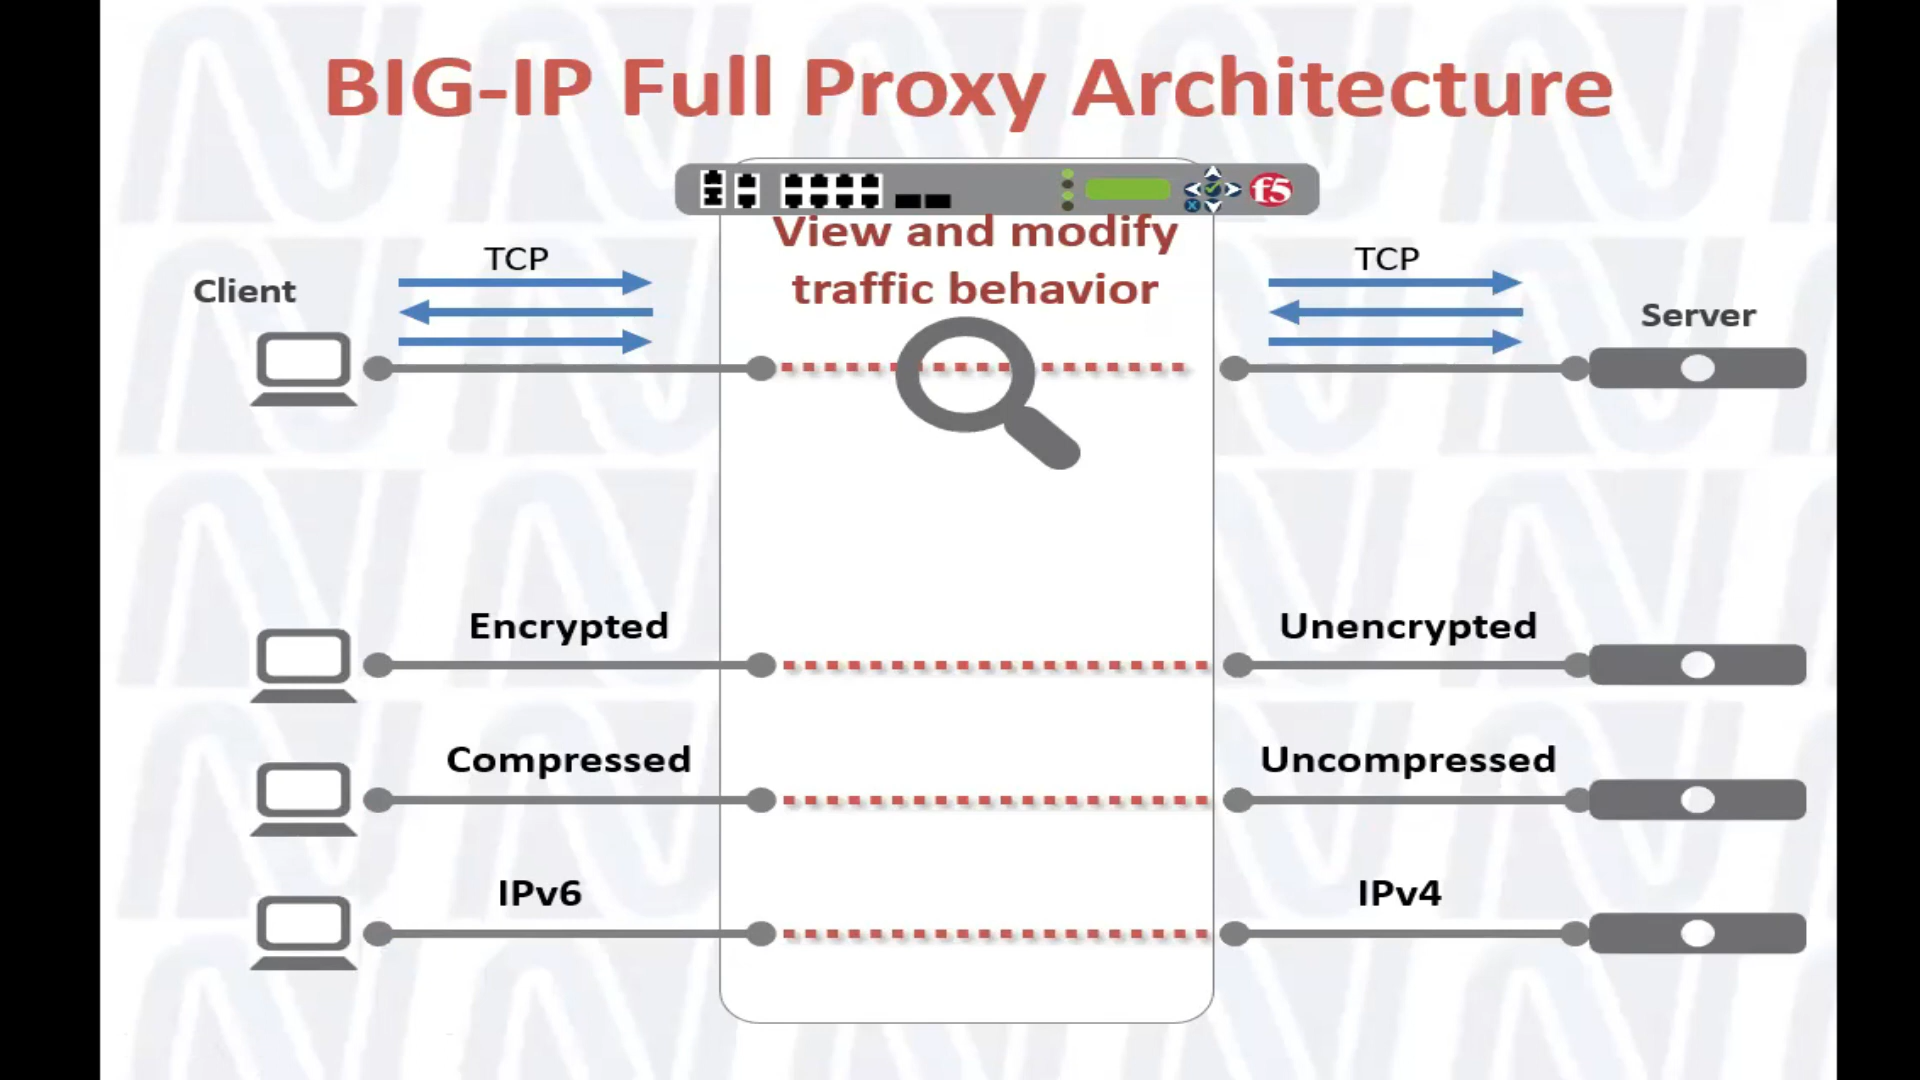 BIG-IP Full Proxy Architecture
f5
View and modify
traffic behavior
TCP
TCP
Client
Server
Encrypted
Unencrypted
Compressed
Uncompressed
IPv6
IPv4